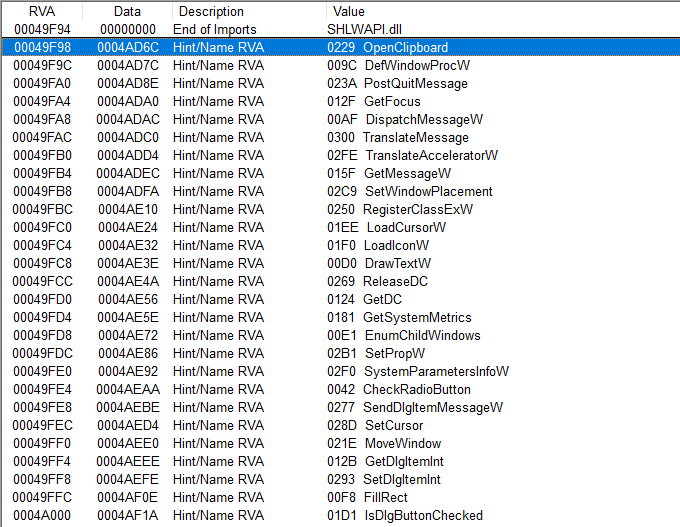 RVA Data Description Value
00049F94 00000000 End of Imports SHLWAPI.dll
00049F98 0004AD6C Hint/Name RVA 0229 OpenClipboard
00049F9C 0004AD7C Hint/Name RVA 009C DefWindowProcW
00049FA0 0004AD8E Hint/Name RVA 023A PostQuitMessage
00049FA4 0004ADA0 Hint/Name RVA 012F GetFocus
00049FA8 0004ADAC Hint/Name RVA 00AF DispatchMessageW
00049FAC 0004ADC0 Hint/Name RVA 0300 TranslateMessage
00049FB0 0004ADD4 Hint/Name RVA 02FE TranslateAcceleratorW
00049FB4 0004ADEC Hint/Name RVA 015F GetMessageW
00049FB8 0004ADFA Hint/Name RVA 02C9 SetWindowPlacement
00049FBC 0004AE10 Hint/Name RVA 0250 RegisterClassExW
00049FC0 0004AE24 Hint/Name RVA 01EE LoadCursorW
00049FC4 0004AE32 Hint/Name RVA 01F0 LoadIconW
00049FC8 0004AE3E Hint/Name RVA 00D0 DrawTextW
00049FCC 0004AE4A Hint/Name RVA 0269 ReleaseDC
00049FD0 0004AE56 Hint/Name RVA 0124 GetDC
00049FD4 0004AE5E Hint/Name RVA 0181 GetSystemMetrics
00049FD8 0004AE72 Hint/Name RVA 00E1 EnumChildWindows
00049FDC 0004AE86 Hint/Name RVA 02B1 SetPropW
00049FE0 0004AE92 Hint/Name RVA 02F0 SystemParametersInfoW
00049FE4 0004AEAA Hint/Name RVA 0042 CheckRadioButton
00049FE8 0004AEBE Hint/Name RVA 0277 SendDlgItemMessageW
00049FEC 0004AED4 Hint/Name RVA 028D SetCursor
00049FF0 0004AEE0 Hint/Name RVA 021E MoveWindow
00049FF4 0004AEEE Hint/Name RVA 012B GetDlgItemInt
00049FF8 0004AEFE Hint/Name RVA 0293 SetDlgItemInt
00049FFC 0004AF0E Hint/Name RVA 00F8 FillRect
0004A000 0004AF1A Hint/Name RVA 01D1 IsDlgButtonChecked